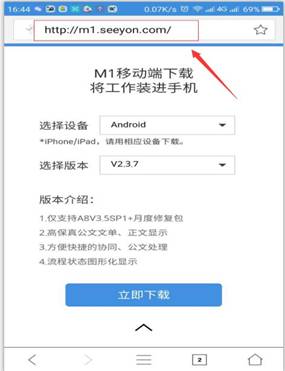 16:44 0.07K/s 4G 69%
http://m1.seeyon.com/
M1移动端下载
将工作装进手机
选择设备 Android
*iPhone/iPad，请用相应设备下载。
选择版本 V2.3.7
版本介绍：
1.仅支持A8V3.5SP1+月度修复包
2.高保真公文文单、正文显示
3.方便快捷的协同、公文处理
4.流程状态图形化显示
立即下载
2